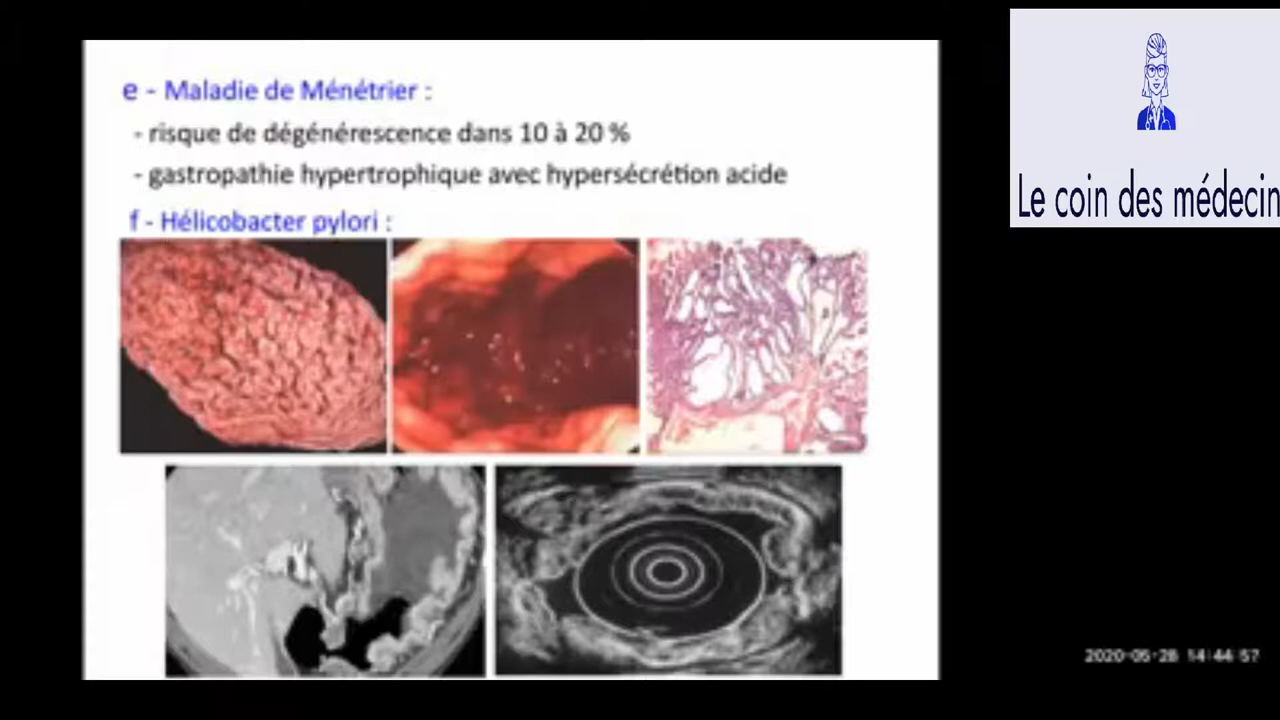 e - Maladie de Ménétrier :
- risque de dégénérescence dans 10 à 20 %
- gastropathie hypertrophique avec hypersécrétion acide
f - Hélicobacter pylori :
Le coin des médecin
2020-05-28 14:44:57